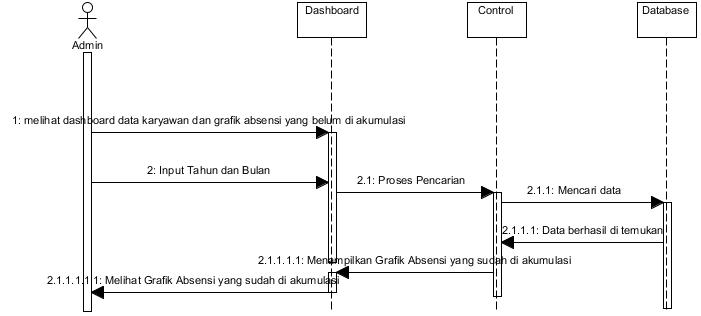 Dashboard
Control
Database
Admin
1: melihat dashboard data karyawan dan grafik absensi yang belum di akumulasi
2: Input Tahun dan Bulan
2.1: Proses Pencarian
2.1.1: Mencari data
2.1.1.1: Data berhasil di temukan
2.1.1.1.1: Menampilkan Grafik Absensi yang sudah di akumulasi
2.1.1.1.1.1: Melihat Grafik Absensi yang sudah di akumulasi